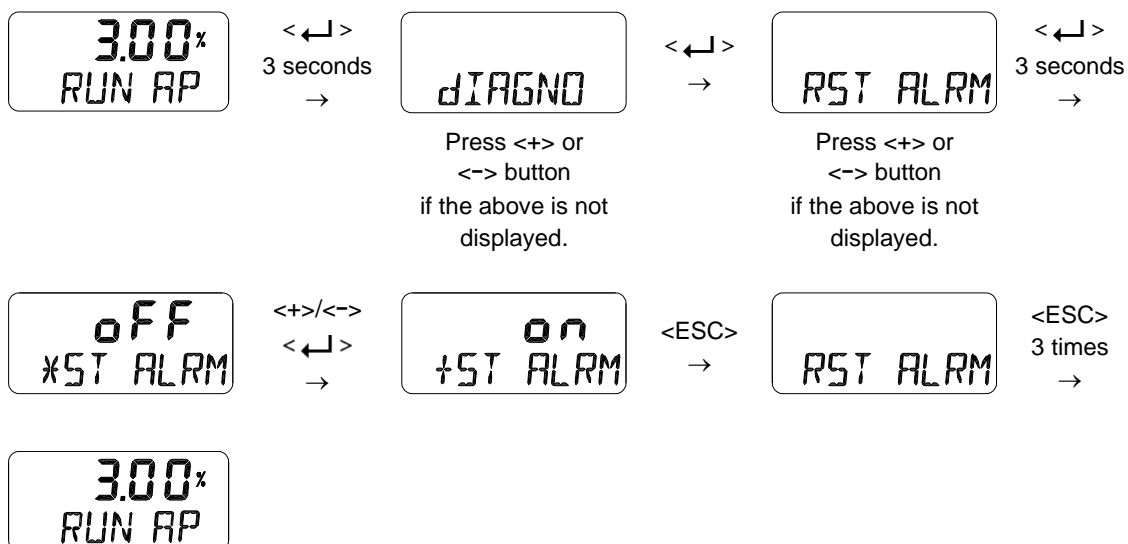 3.00%
RUN AP
< ↵ >
3 seconds
→
dIAGNO
Press <+> or
<−> button
if the above is not
displayed.
< ↵ >
→
RST ALRM
Press <+> or
<−> button
if the above is not
displayed.
< ↵ >
3 seconds
→
oFF
*ST ALRM
<+>/<−>
< ↵ >
→
on
+ST ALRM
<ESC>
→
RST ALRM
<ESC>
3 times
→
3.00%
RUN AP